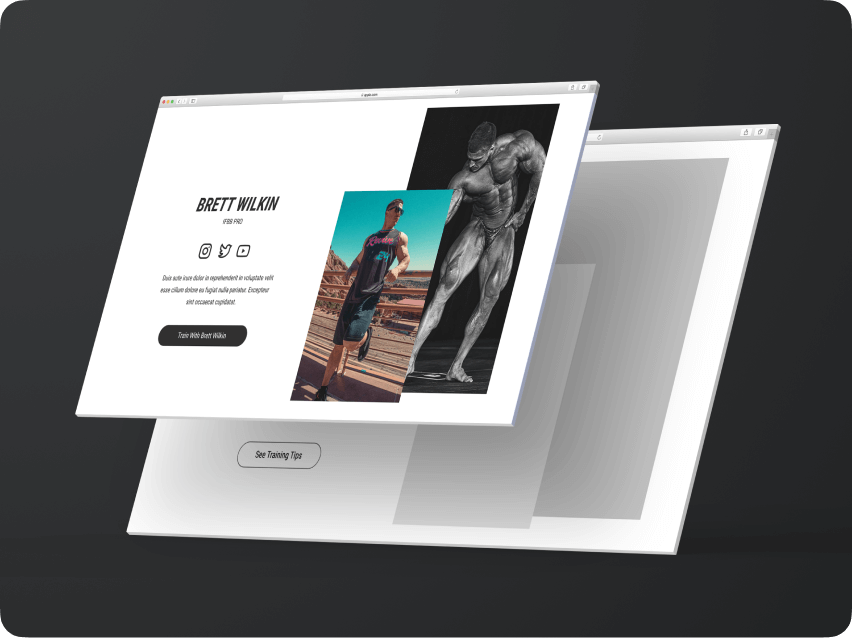 BRETT WILKIN
IFBB PRO
Duis aute irure dolor in reprehenderit in voluptate velit
esse cillum dolore eu fugiat nulla pariatur. Excepteur
sint occaecat cupidatat.
Train With Brett Wilkin
See Training Tips